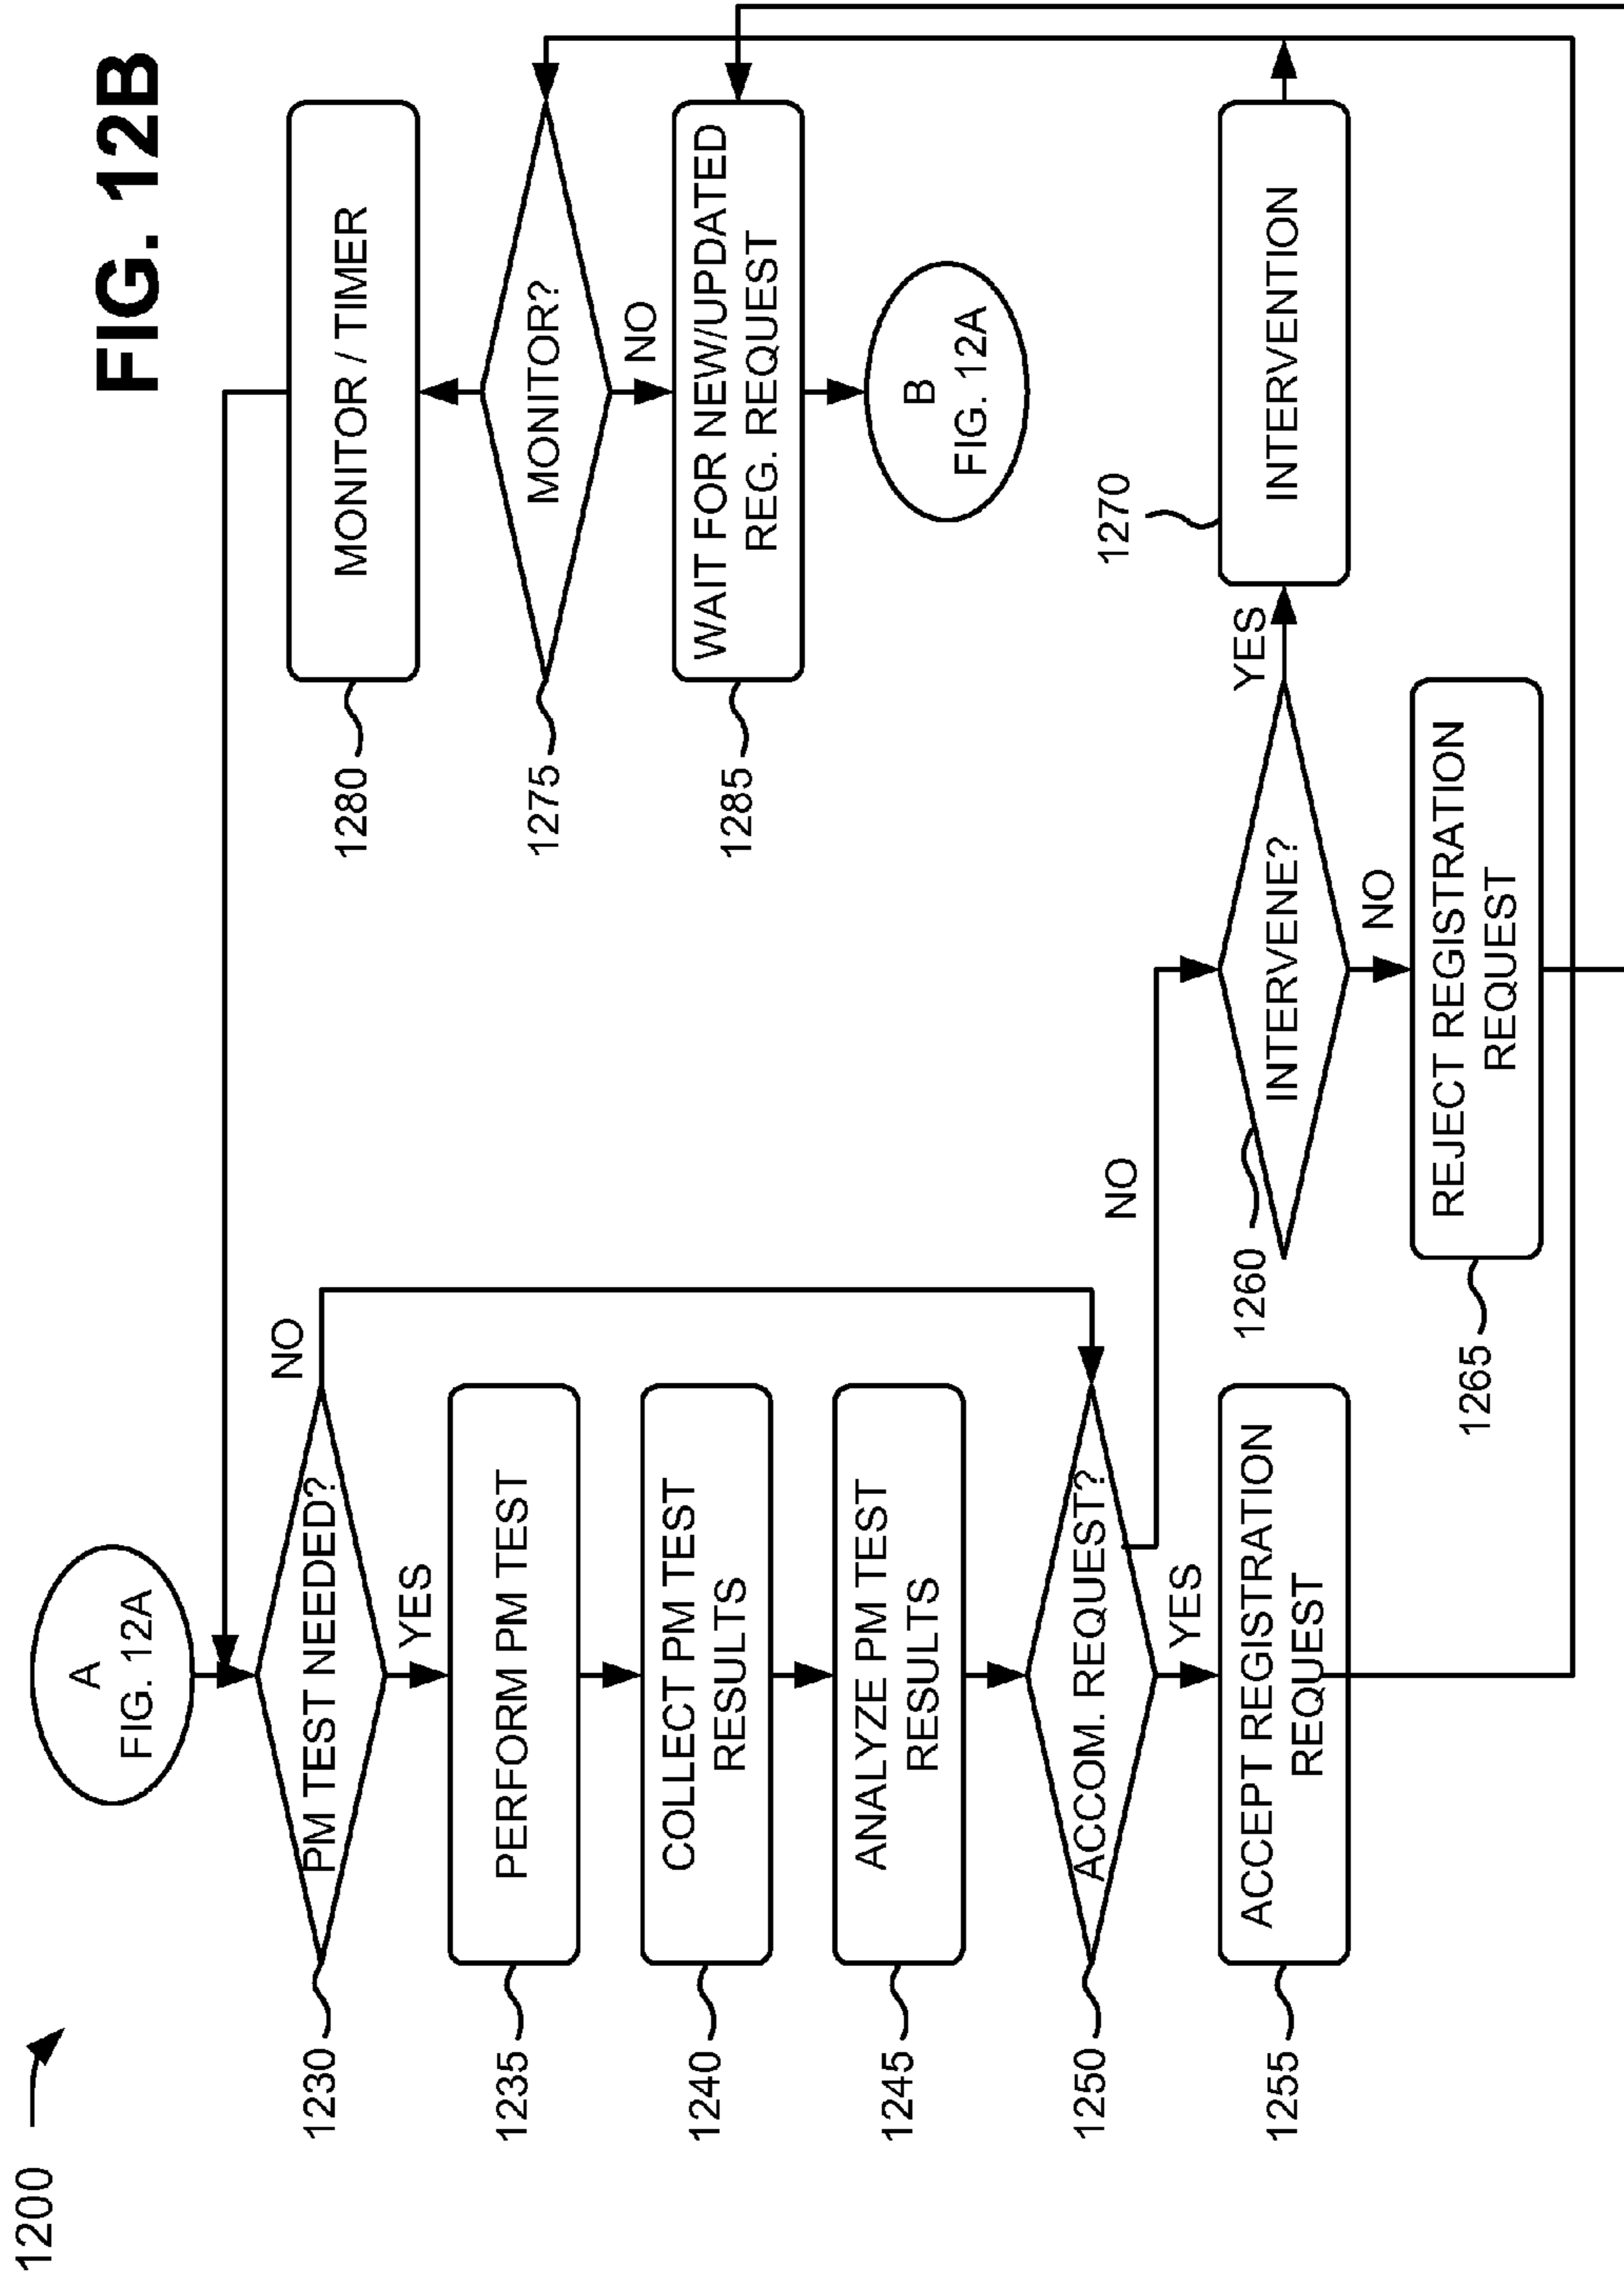 1200
FIG. 12B
A
FIG. 12A
1230
PM TEST NEEDED?
NO
YES
1235
PERFORM PM TEST
1240
COLLECT PM TEST
RESULTS
1245
ANALYZE PM TEST
RESULTS
1250
ACCOM. REQUEST?
NO
YES
1255
ACCEPT REGISTRATION
REQUEST
1260
INTERVENE?
YES
NO
1265
REJECT REGISTRATION
REQUEST
1270
INTERVENTION
1280
MONITOR / TIMER
1275
MONITOR?
NO
1285
WAIT FOR NEW/UPDATED
REG. REQUEST
B
FIG. 12A